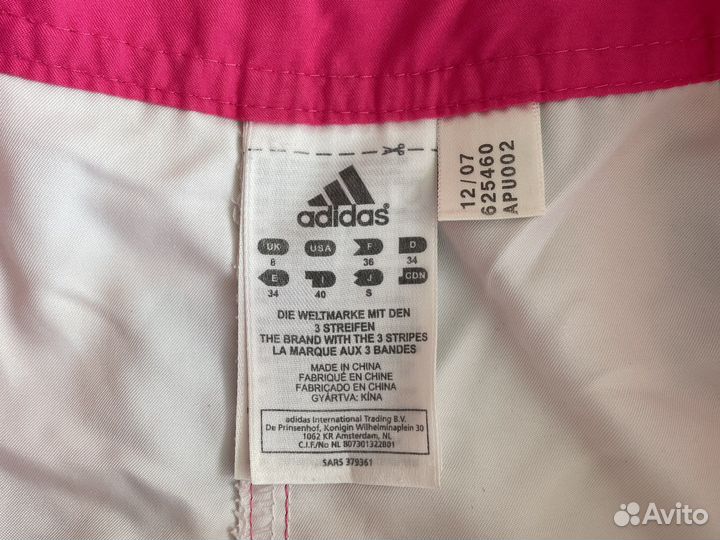 adidas
UK USA F D
8 36 34
E I J CDN
34 40 S
DIE WELTMARKE MIT DEN
3 STREIFEN
THE BRAND WITH THE 3 STRIPES
LA MARQUE AUX 3 BANDES
MADE IN CHINA
FABRIQUÉ EN CHINE
FABRICADO EN CHINA
GYÁRTVA: KÍNA
adidas International Trading B.V.
De Prinsenhof, Konigin Wilhelminaplein 30
1062 KR Amsterdam, NL
C.I.F./No NL 807301322B01
SARS 379361
12/07
625460
APU002
Avito